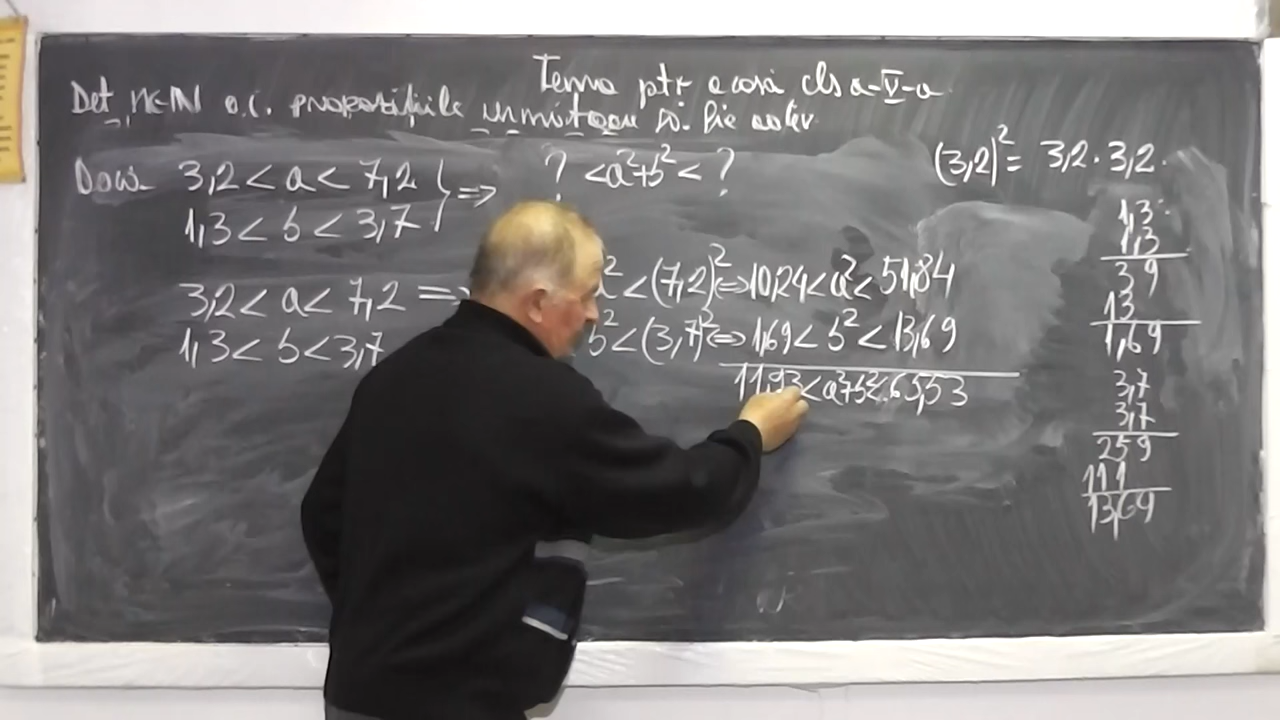 Tema ptr acasă cls a-V-a
Det n∈ℕ a.î. propozițiile următoare să fie adev.
Dacă 3,2 < a < 7,2 } => ? < a²+b² < ?
1,3 < b < 3,7
(3,2)² = 3,2 · 3,2
3,2 < a < 7,2 => ² < (7,2)² <=> 10,24 < a² < 51,84
1,3 < b < 3,7 b² < (3,7)² <=> 1,69 < b² < 13,69
11,93 < a²+b² < 65,53
1,3·
1,3
39
13
1,69
3,7
3,7
259
111
13,69